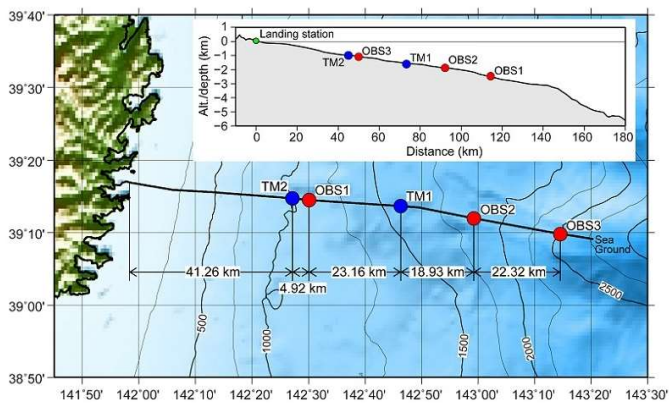 39°40'
39°30'
39°20'
39°10'
39°00'
38°50'
Alt./depth (km)
1
0
−1
−2
−3
−4
−5
−6
Landing station
TM2
OBS3
TM1
OBS2
OBS1
0 20 40 60 80 100 120 140 160 180
Distance (km)
TM2 OBS1 TM1 OBS2 OBS3
Sea
Ground
41.26 km 23.16 km 18.93 km 22.32 km
4.92 km
500
1000
1500
2000
2500
141°50' 142°00' 142°10' 142°20' 142°30' 142°40' 142°50' 143°00' 143°10' 143°20' 143°30'